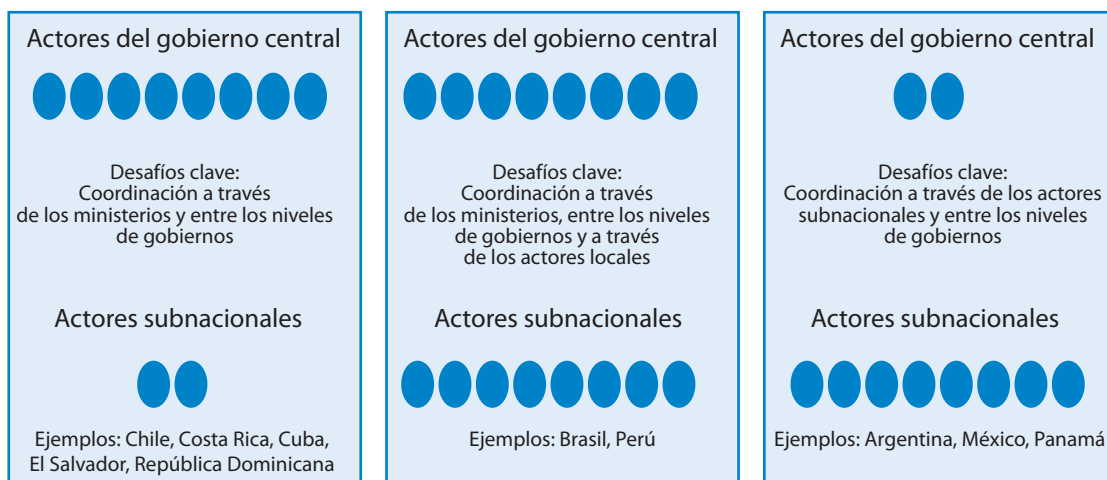 Actores del gobierno central
Desafíos clave:
Coordinación a través
de los ministerios y entre los niveles
de gobiernos
Actores subnacionales
Ejemplos: Chile, Costa Rica, Cuba,
El Salvador, República Dominicana
Actores del gobierno central
Desafíos clave:
Coordinación a través
de los ministerios, entre los niveles
de gobiernos y a través
de los actores locales
Actores subnacionales
Ejemplos: Brasil, Perú
Actores del gobierno central
Desafíos clave:
Coordinación a través de los actores
subnacionales y entre los niveles
de gobiernos
Actores subnacionales
Ejemplos: Argentina, México, Panamá